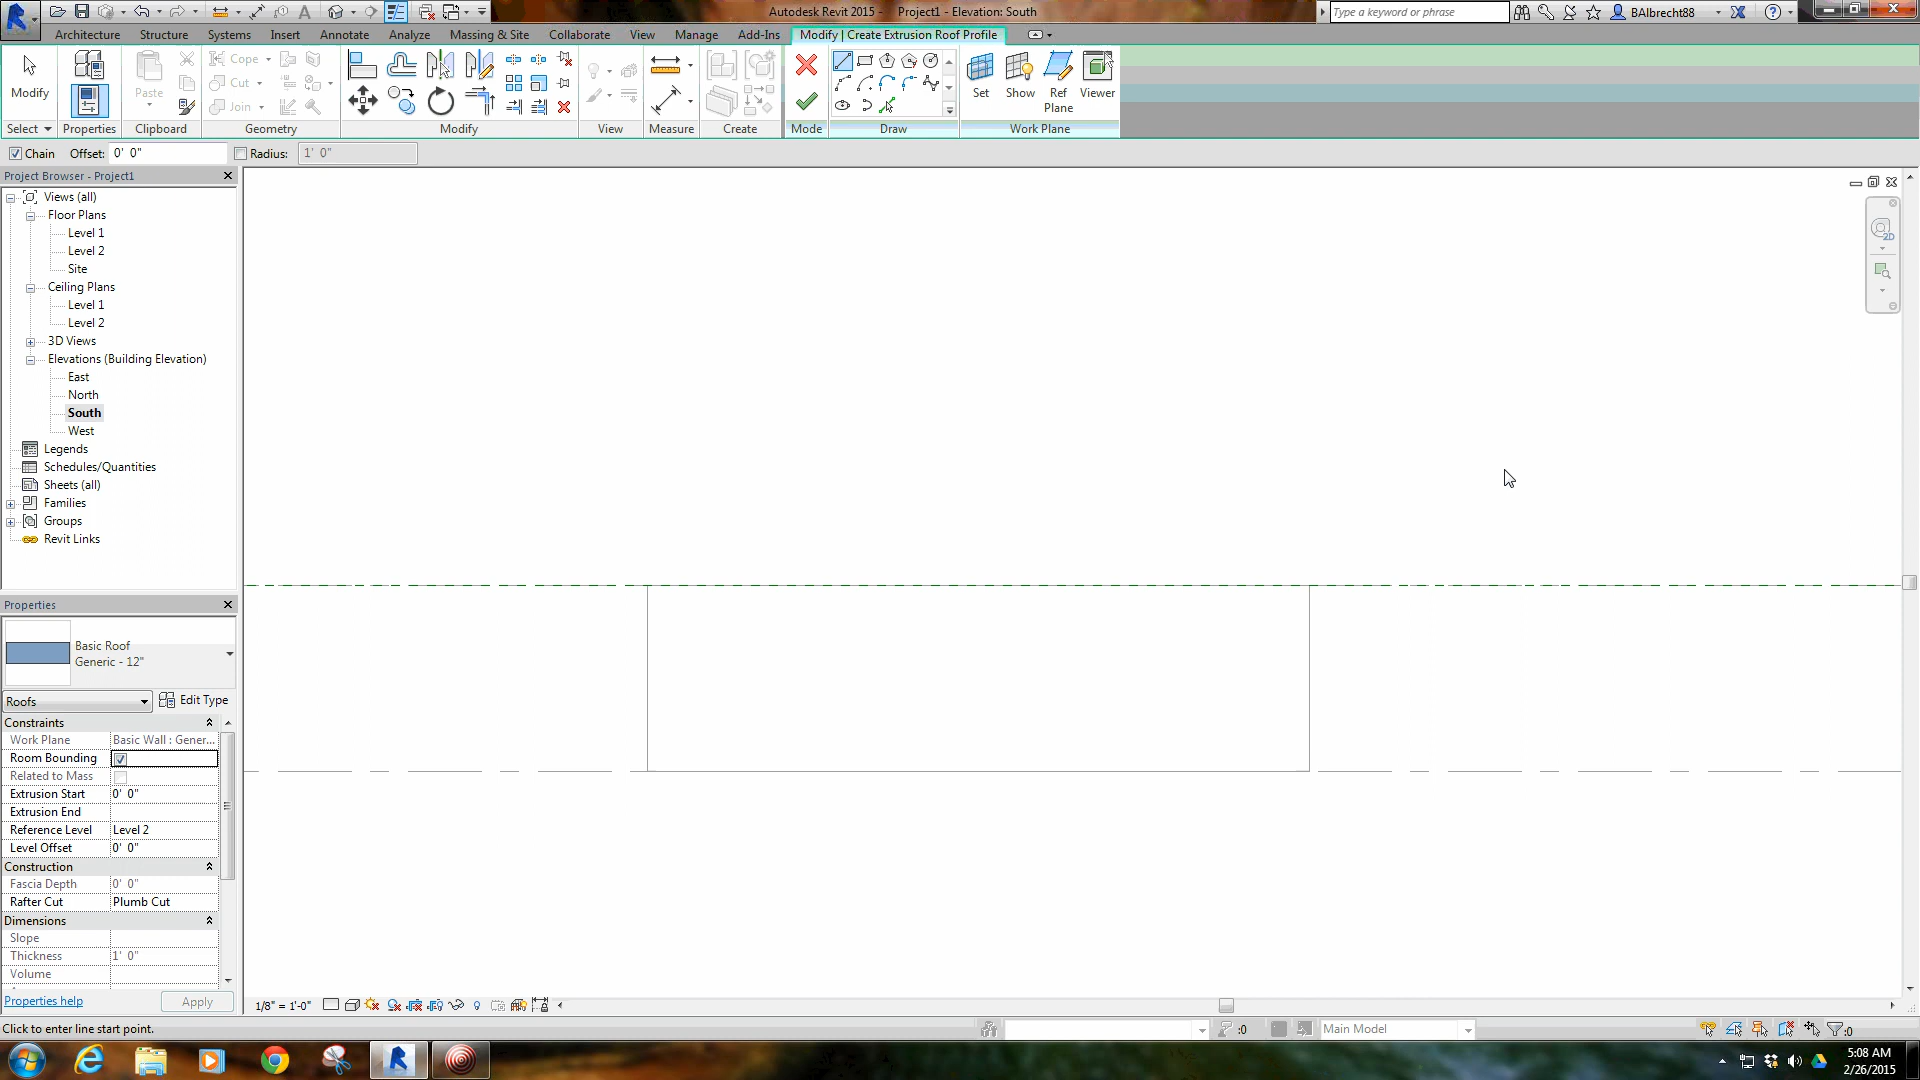 Autodesk Revit 2015 -    Project1 - Elevation: South
Type a keyword or phrase
BAlbrecht88
Architecture Structure Systems Insert Annotate Analyze Massing & Site Collaborate View Manage Add-Ins Modify | Create Extrusion Roof Profile
Modify
Paste
Cope
Cut
Join
Set Show Ref Plane Viewer
Select Properties Clipboard Geometry Modify View Measure Create Mode Draw Work Plane
Chain Offset: 0' 0" Radius: 1' 0"
Project Browser - Project1
Views (all)
Floor Plans
Level 1
Level 2
Site
Ceiling Plans
Level 1
Level 2
3D Views
Elevations (Building Elevation)
East
North
South
West
Legends
Schedules/Quantities
Sheets (all)
Families
Groups
Revit Links
2D
Properties
Basic Roof
Generic - 12"
Roofs Edit Type
Constraints
Work Plane Basic Wall : Gener...
Room Bounding
Related to Mass
Extrusion Start 0' 0"
Extrusion End
Reference Level Level 2
Level Offset 0' 0"
Construction
Fascia Depth 0' 0"
Rafter Cut Plumb Cut
Dimensions
Slope
Thickness 1' 0"
Volume
Properties help Apply
1/8" = 1'-0"
Click to enter line start point.
:0
Main Model
:0
5:08 AM
2/26/2015